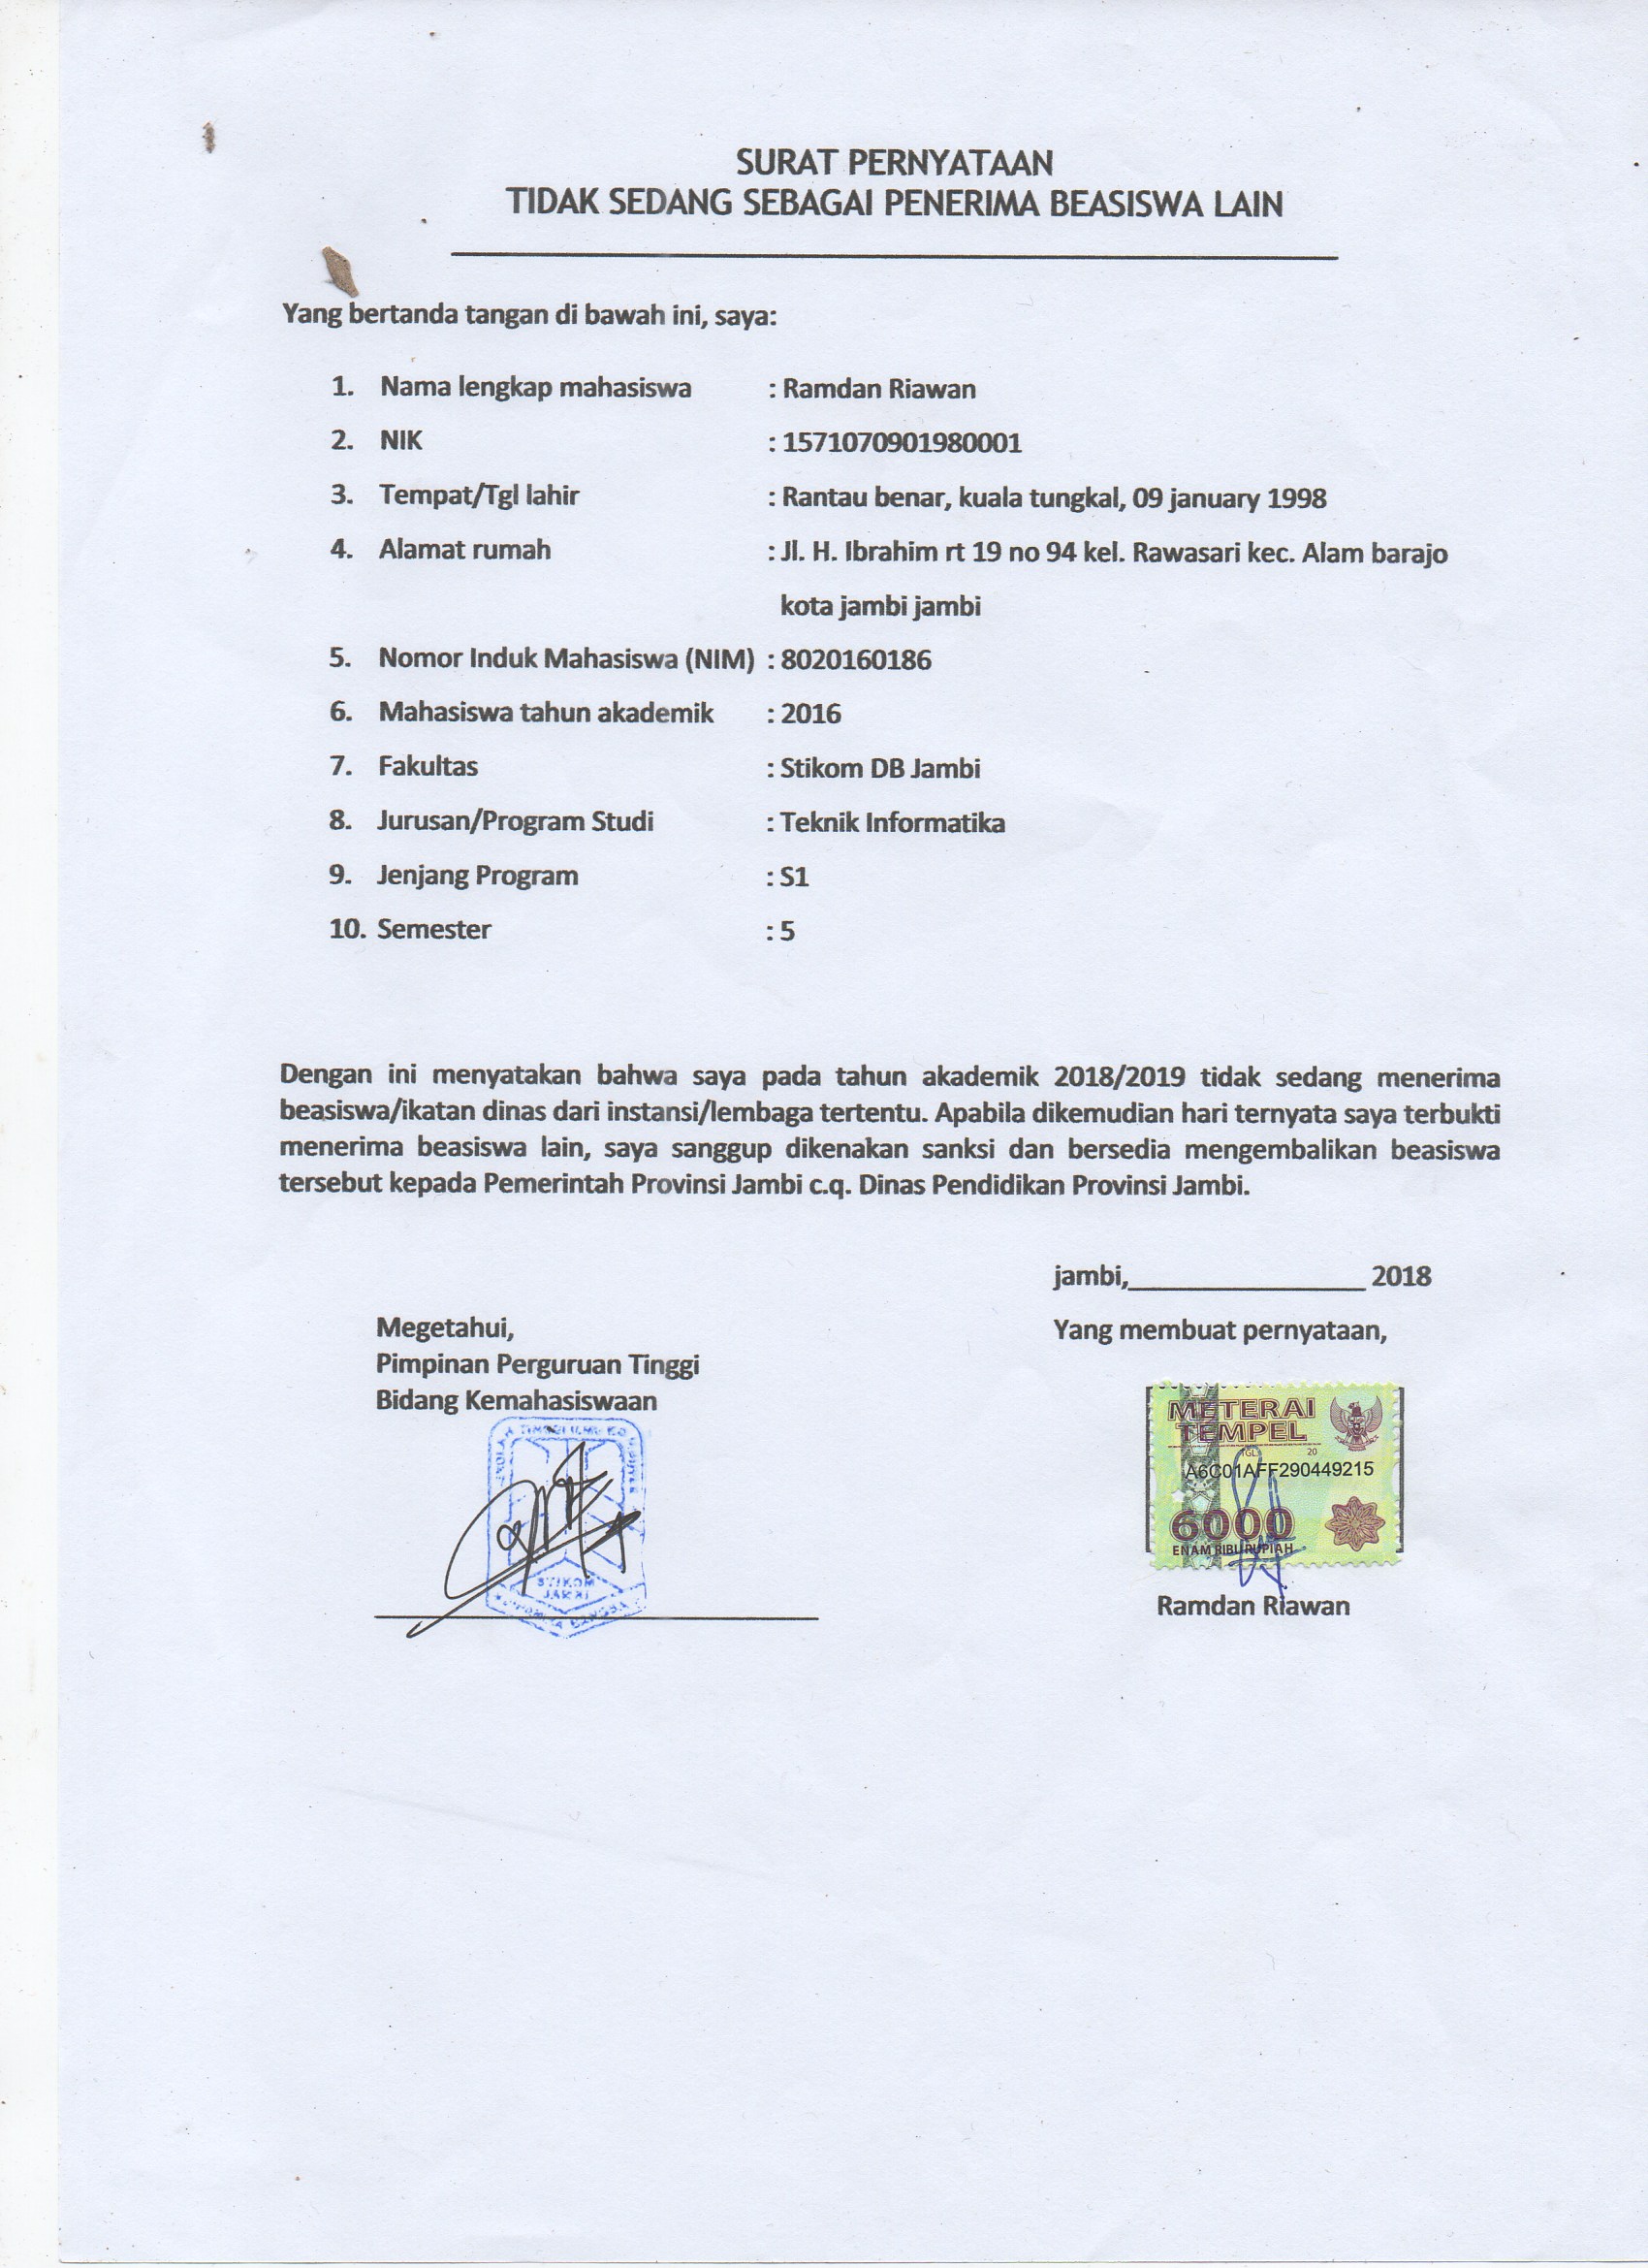 SURAT PERNYATAAN
TIDAK SEDANG SEBAGAI PENERIMA BEASISWA LAIN
Yang bertanda tangan di bawah ini, saya:
1. Nama lengkap mahasiswa : Ramdan Riawan
2. NIK : 1571070901980001
3. Tempat/Tgl lahir : Rantau benar, kuala tungkal, 09 january 1998
4. Alamat rumah : Jl. H. Ibrahim rt 19 no 94 kel. Rawasari kec. Alam barajo
kota jambi jambi
5. Nomor Induk Mahasiswa (NIM) : 8020160186
6. Mahasiswa tahun akademik : 2016
7. Fakultas : Stikom DB Jambi
8. Jurusan/Program Studi : Teknik Informatika
9. Jenjang Program : S1
10. Semester : 5
Dengan ini menyatakan bahwa saya pada tahun akademik 2018/2019 tidak sedang menerima
beasiswa/ikatan dinas dari instansi/lembaga tertentu. Apabila dikemudian hari ternyata saya terbukti
menerima beasiswa lain, saya sanggup dikenakan sanksi dan bersedia mengembalikan beasiswa
tersebut kepada Pemerintah Provinsi Jambi c.q. Dinas Pendidikan Provinsi Jambi.
jambi,_________________ 2018
Megetahui,
Pimpinan Perguruan Tinggi
Bidang Kemahasiswaan
Yang membuat pernyataan,
METERAI
TEMPEL
TGL 20
A6C01AFF290449215
6000
ENAM RIBU RUPIAH
STIKOM
JAMBI
Ramdan Riawan